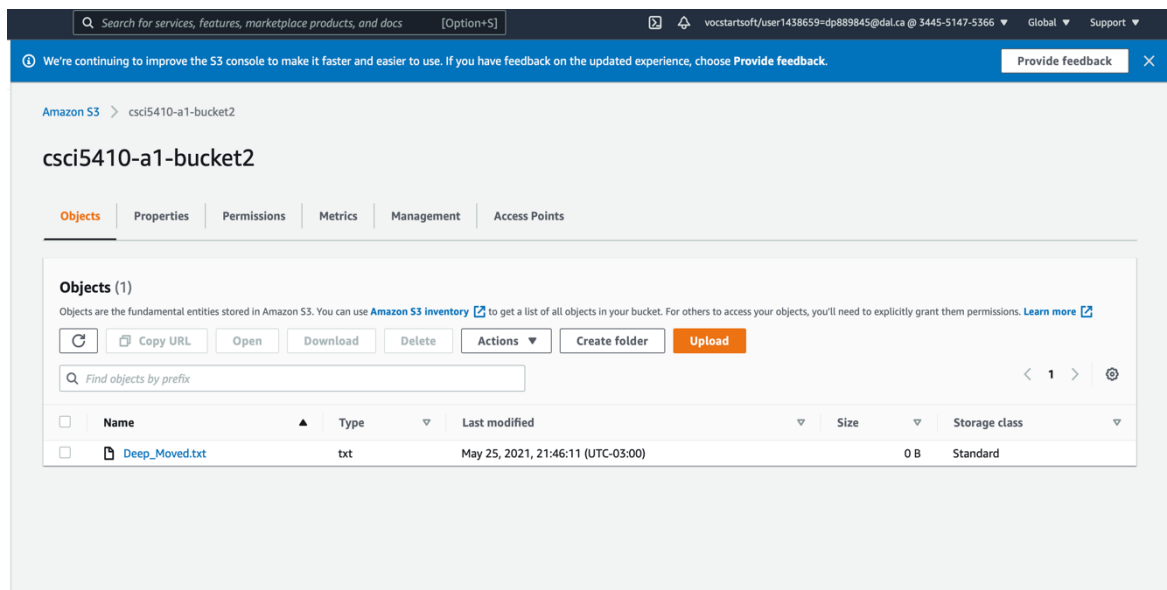 Search for services, features, marketplace products, and docs [Option+S] vocstartsoft/user1438659=dp889845@dal.ca @ 3445-5147-5366 ▼ Global ▼ Support ▼
We're continuing to improve the S3 console to make it faster and easier to use. If you have feedback on the updated experience, choose Provide feedback. Provide feedback
Amazon S3 > csci5410-a1-bucket2
csci5410-a1-bucket2
Objects Properties Permissions Metrics Management Access Points
Objects (1)
Objects are the fundamental entities stored in Amazon S3. You can use Amazon S3 inventory to get a list of all objects in your bucket. For others to access your objects, you'll need to explicitly grant them permissions. Learn more
Copy URL Open Download Delete Actions ▼ Create folder Upload
Find objects by prefix < 1 >
Name ▲ Type Last modified Size Storage class
Deep_Moved.txt txt May 25, 2021, 21:46:11 (UTC-03:00) 0 B Standard